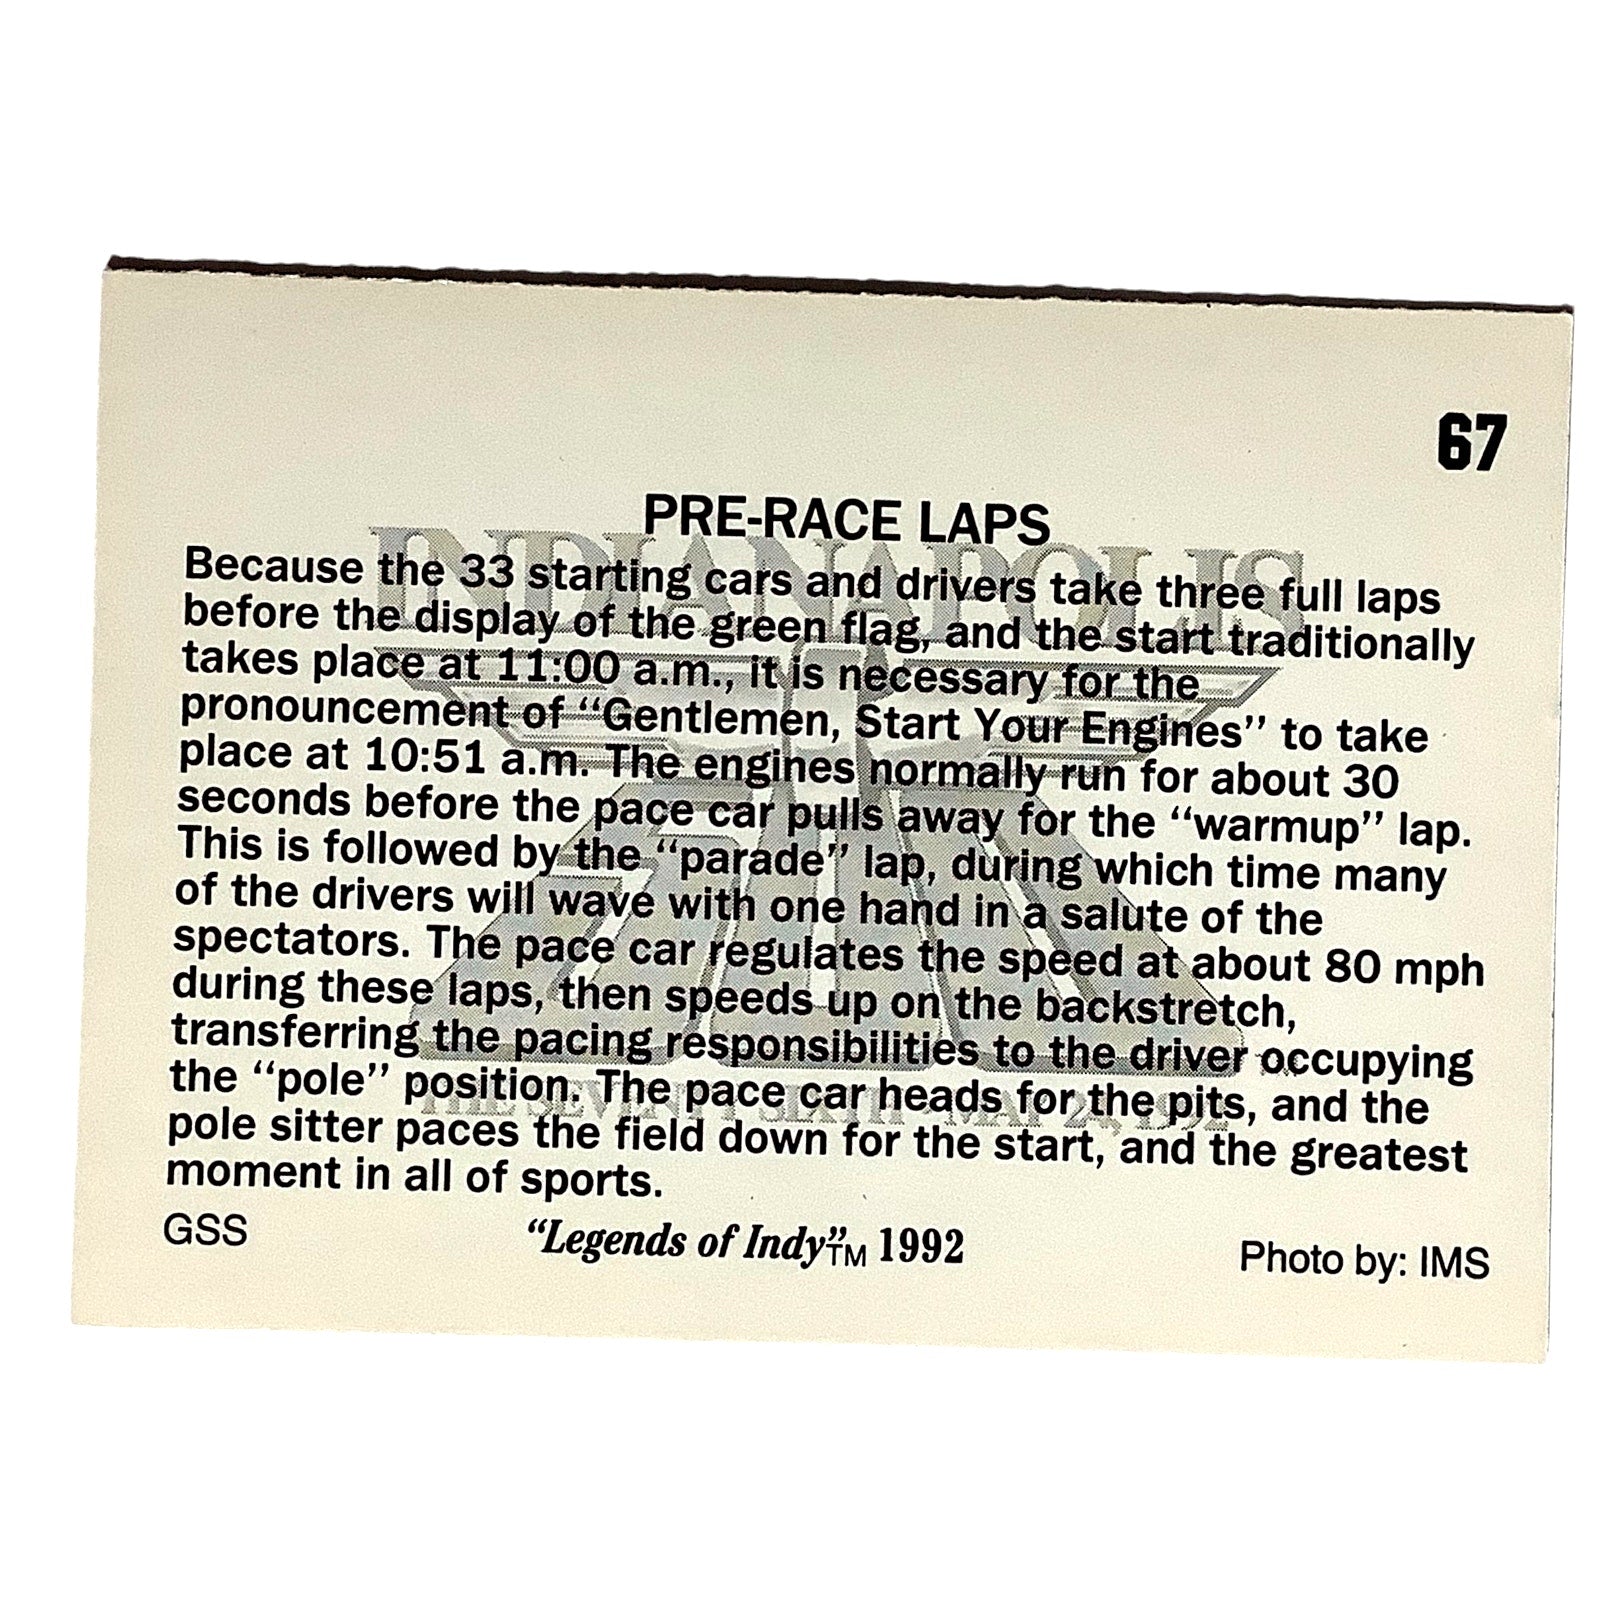 67
PRE-RACE LAPS
INDIANAPOLIS
Because the 33 starting cars and drivers take three full laps
before the display of the green flag, and the start traditionally
takes place at 11:00 a.m., it is necessary for the
pronouncement of “Gentlemen, Start Your Engines” to take
place at 10:51 a.m. The engines normally run for about 30
seconds before the pace car pulls away for the “warmup” lap.
This is followed by the “parade” lap, during which time many
of the drivers will wave with one hand in a salute of the
spectators. The pace car regulates the speed at about 80 mph
during these laps, then speeds up on the backstretch,
transferring the pacing responsibilities to the driver occupying
the “pole” position. The pace car heads for the pits, and the
pole sitter paces the field down for the start, and the greatest
moment in all of sports.
GSS
“Legends of Indy”TM 1992
Photo by: IMS